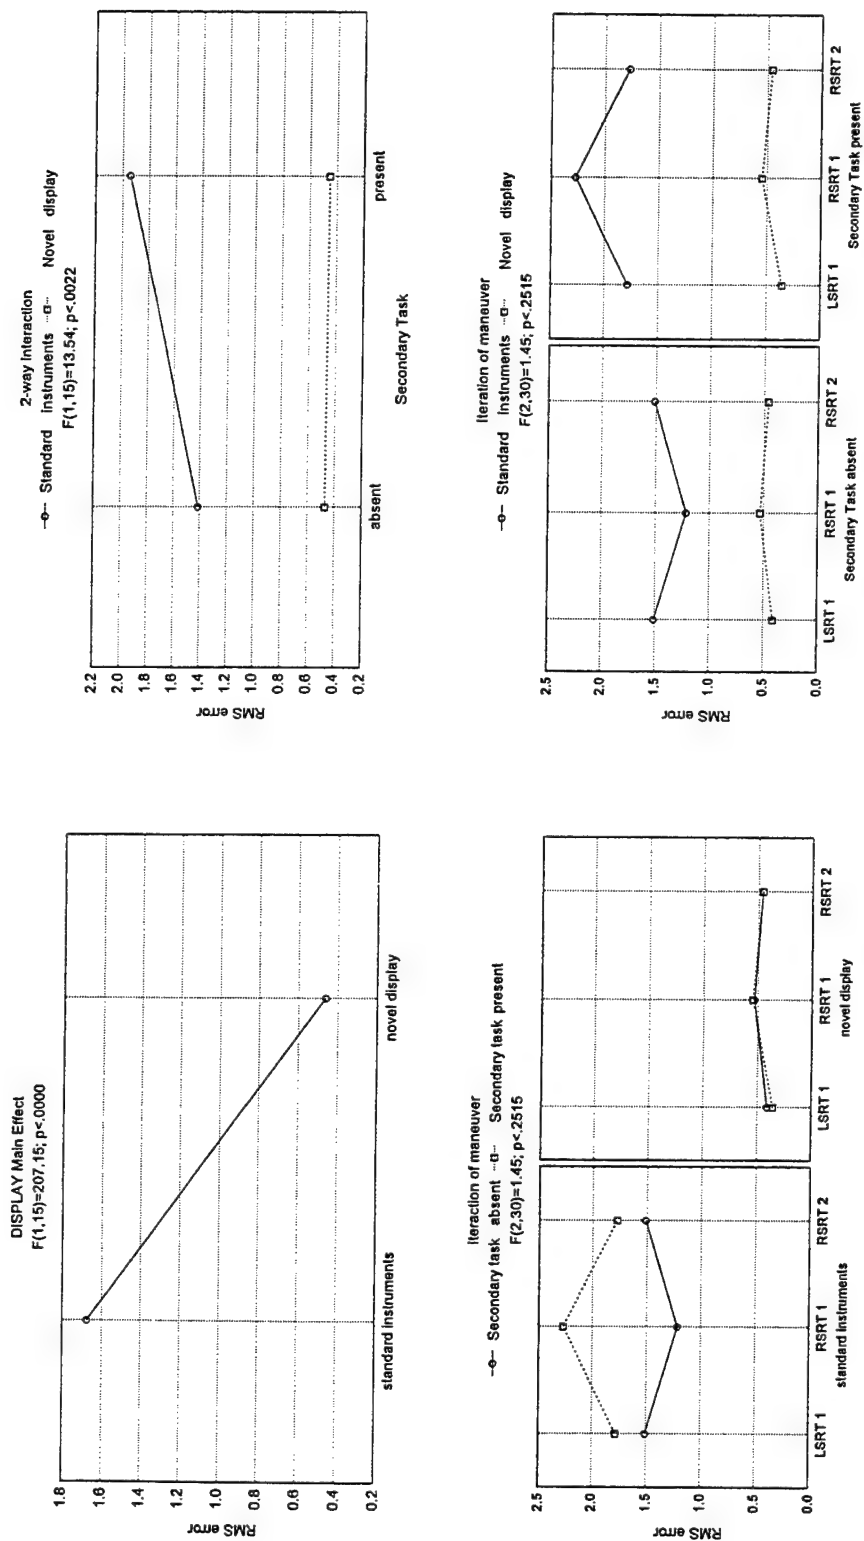 DISPLAY Main Effect
F(1,15)=207.15; p<.0000
RMS error
1.8
1.6
1.4
1.2
1.0
0.8
0.6
0.4
0.2
standard instruments novel display
2-way interaction
Standard instruments Novel display
F(1,15)=13.54; p<.0022
RMS error
2.2
2.0
1.8
1.6
1.4
1.2
1.0
0.8
0.6
0.4
0.2
absent present
Secondary Task
Iteraction of maneuver
Secondary task absent Secondary task present
F(2,30)=1.45; p<.2515
RMS error
2.5
2.0
1.5
1.0
0.5
0.0
LSRT 1 RSRT 1 RSRT 2 LSRT 1 RSRT 1 RSRT 2
standard Instruments novel display
Iteration of maneuver
Standard instruments Novel display
F(2,30)=1.45; p<.2515
RMS error
2.5
2.0
1.5
1.0
0.5
0.0
LSRT 1 RSRT 1 RSRT 2 LSRT 1 RSRT 1 RSRT 2
Secondary Task absent Secondary Task present